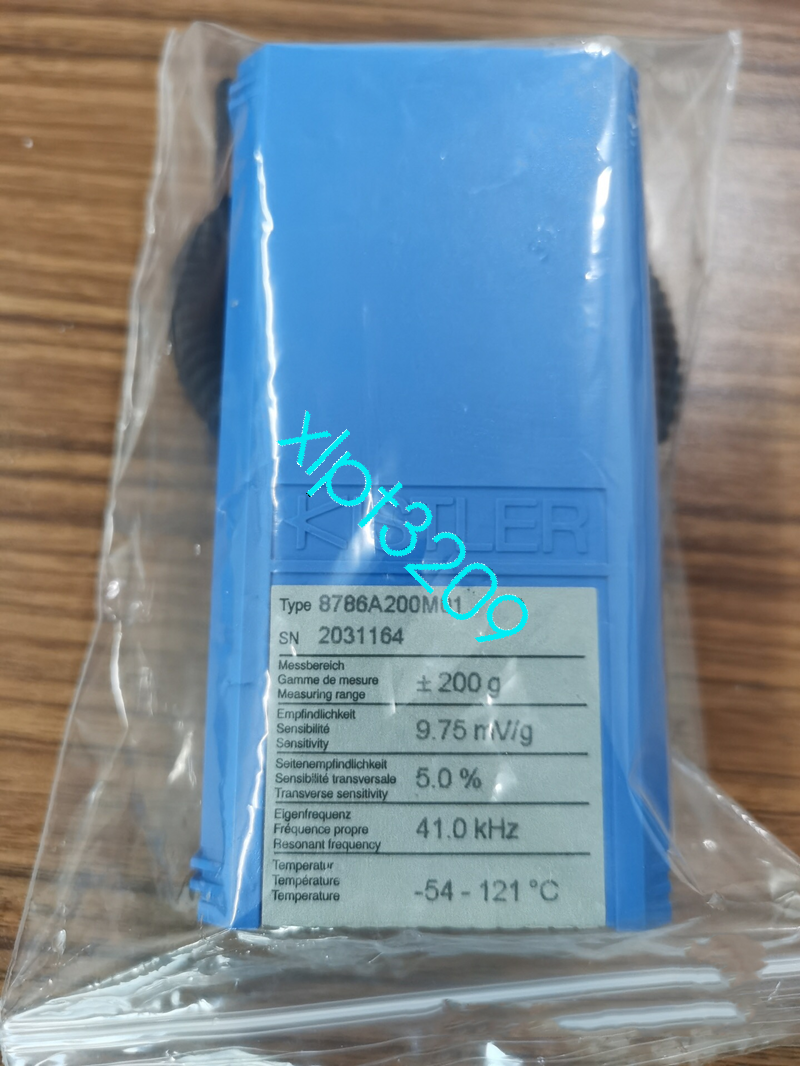 KISTLER
xlpt3209
Type 8786A200M01
SN 2031164
Messbereich
Gamme de mesure
Measuring range
± 200 g
Empfindlichkeit
Sensibilité
Sensitivity
9.75 mV/g
Seitenempfindlichkeit
Sensibilité transversale
Transverse sensitivity
5.0 %
Eigenfrequenz
Fréquence propre
Resonant frequency
41.0 kHz
Temperatur
Température
Temperature
-54 - 121 °C